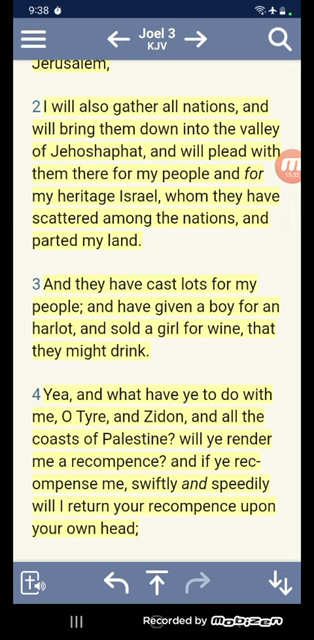 9:38
Joel 3
KJV
Jerusalem,
2 I will also gather all nations, and
will bring them down into the valley
of Jehoshaphat, and will plead with
them there for my people and for
my heritage Israel, whom they have
scattered among the nations, and
parted my land.
3 And they have cast lots for my
people; and have given a boy for an
harlot, and sold a girl for wine, that
they might drink.
4 Yea, and what have ye to do with
me, O Tyre, and Zidon, and all the
coasts of Palestine? will ye render
me a recompence? and if ye rec-
ompense me, swiftly and speedily
will I return your recompence upon
your own head;
Recorded by mobizen